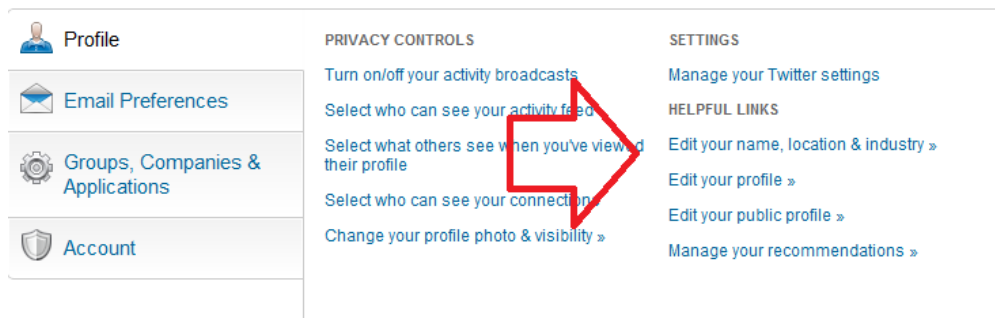 Profile
Email Preferences
Groups, Companies &
Applications
Account
PRIVACY CONTROLS
Turn on/off your activity broadcasts
Select who can see your activity feed
Select what others see when you've viewed
their profile
Select who can see your connections
Change your profile photo & visibility »
SETTINGS
Manage your Twitter settings
HELPFUL LINKS
Edit your name, location & industry »
Edit your profile »
Edit your public profile »
Manage your recommendations »